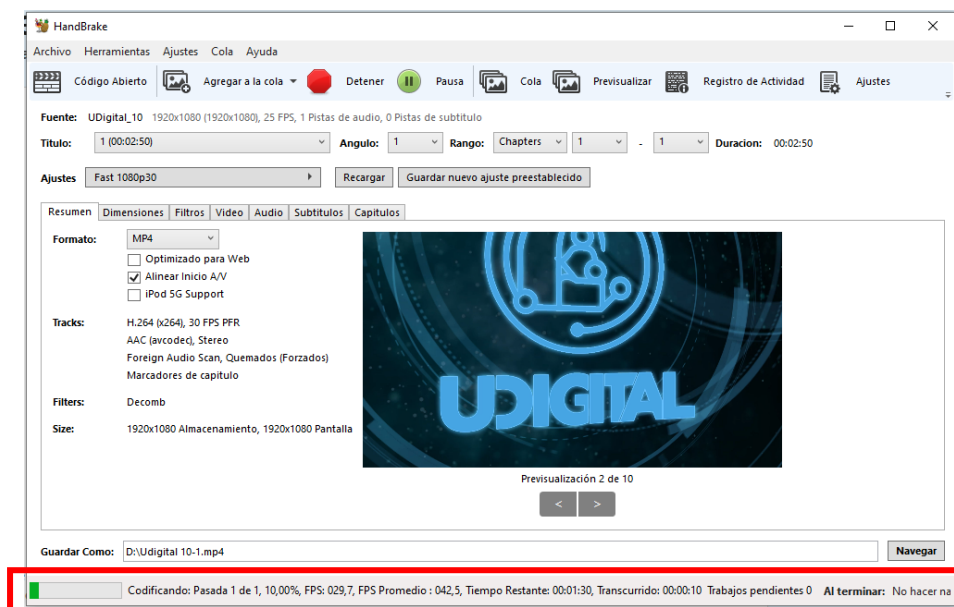 HandBrake
Archivo Herramientas Ajustes Cola Ayuda
Código Abierto Agregar a la cola Detener Pausa Cola Previsualizar Registro de Actividad Ajustes
Fuente: UDigital_10 1920x1080 (1920x1080), 25 FPS, 1 Pistas de audio, 0 Pistas de subtitulo
Titulo: 1 (00:02:50) Angulo: 1 Rango: Chapters 1 - 1 Duracion: 00:02:50
Ajustes Fast 1080p30 Recargar Guardar nuevo ajuste preestablecido
Resumen Dimensiones Filtros Video Audio Subtitulos Capitulos
Formato: MP4
Optimizado para Web
Alinear Inicio A/V
iPod 5G Support
Tracks: H.264 (x264), 30 FPS PFR
AAC (avcodec), Stereo
Foreign Audio Scan, Quemados (Forzados)
Marcadores de capitulo
Filters: Decomb
Size: 1920x1080 Almacenamiento, 1920x1080 Pantalla
UDIGITAL
Previsualización 2 de 10
< >
Guardar Como: D:\Udigital 10-1.mp4 Navegar
Codificando: Pasada 1 de 1, 10,00%, FPS: 029,7, FPS Promedio : 042,5, Tiempo Restante: 00:01:30, Transcurrido: 00:00:10 Trabajos pendientes 0 Al terminar: No hacer na